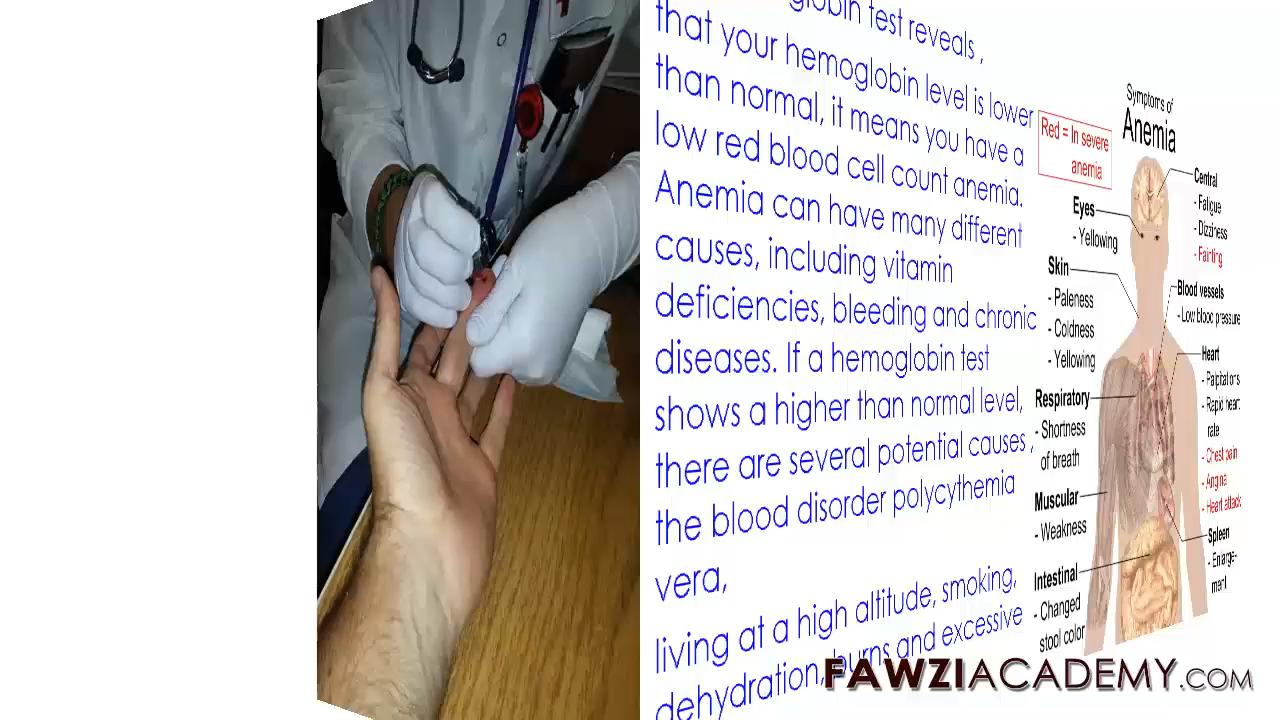 globin test reveals ,
that your hemoglobin level is lower
than normal, it means you have a
low red blood cell count anemia.
Anemia can have many different
causes, including vitamin
deficiencies, bleeding and chronic
diseases. If a hemoglobin test
shows a higher than normal level,
there are several potential causes ,
the blood disorder polycythemia
vera,
living at a high altitude, smoking,
dehydration, burns and excessive
Symptoms of
Anemia
Red = In severe
anemia
Central
- Fatigue
- Dizziness
- Fainting
Eyes
- Yellowing
Skin
- Paleness
- Coldness
- Yellowing
Blood vessels
- Low blood pressure
Heart
- Palpitations
- Rapid heart
rate
- Chest pain
- Angina
- Heart attack
Respiratory
- Shortness
of breath
Muscular
- Weakness
Spleen
- Enlarge-
ment
Intestinal
- Changed
stool color
FAWZIACADEMY.COM